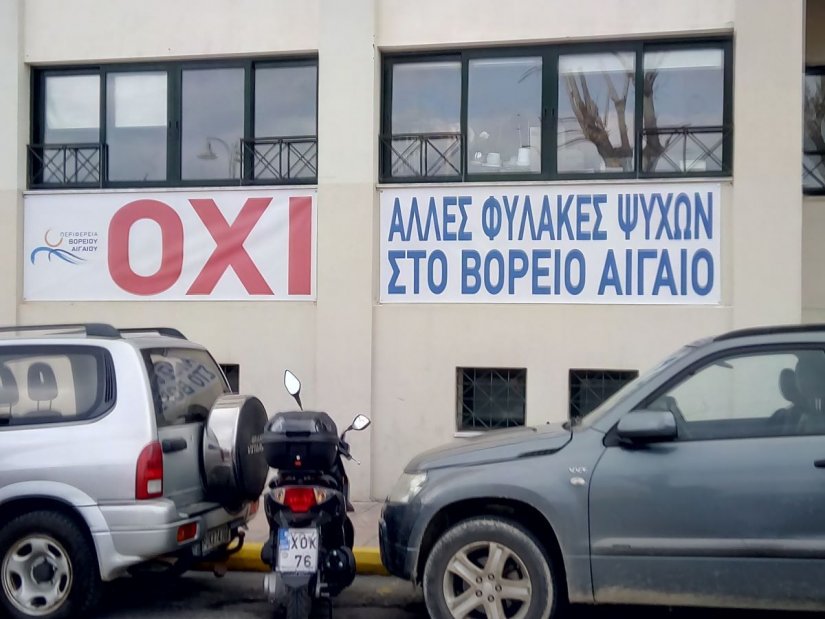 ΠΕΡΙΦΕΡΕΙΑ
ΒΟΡΕΙΟΥ
ΑΙΓΑΙΟΥ
ΟΧΙ
ΑΛΛΕΣ ΦΥΛΑΚΕΣ ΨΥΧΩΝ
ΣΤΟ ΒΟΡΕΙΟ ΑΙΓΑΙΟ
ΧΟΚ
76